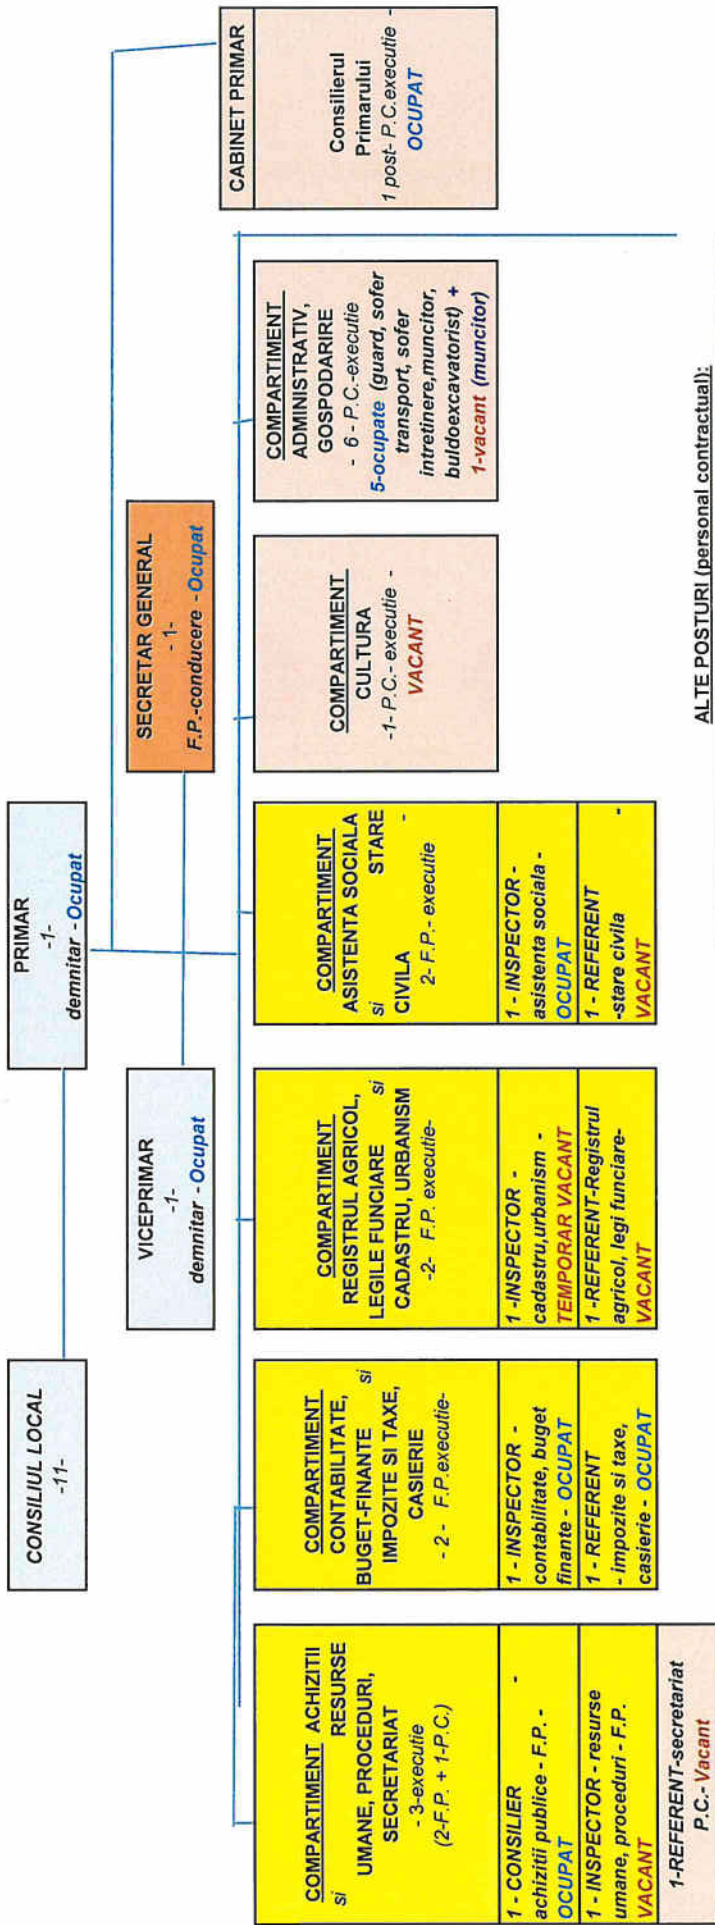 CONSILIUL LOCAL
-11-
PRIMAR
-1-
demnitar -Ocupat
VICEPRIMAR
-1-
demnitar -Ocupat
SECRETAR GENERAL
- 1-
F.P.-conducere -Ocupat
CABINET PRIMAR
Consilierul
Primarului
1 post- P.C.executie -
OCUPAT
COMPARTIMENT ACHIZITII
si RESURSE
UMANE, PROCEDURI,
SECRETARIAT
- 3-executie
(2-F.P. + 1-P.C.)
1 - CONSILIER -
achizitii publice - F.P. -
OCUPAT
1 - INSPECTOR - resurse
umane, proceduri - F.P.
VACANT
1-REFERENT-secretariat
P.C.- Vacant
COMPARTIMENT
CONTABILITATE,
BUGET-FINANTE si
IMPOZITE SI TAXE,
CASIERIE
- 2 - F.P.executie-
1 - INSPECTOR -
contabilitate, buget
finante - OCUPAT
1 - REFERENT
- impozite si taxe,
casierie - OCUPAT
COMPARTIMENT
REGISTRUL AGRICOL,
LEGILE FUNCIARE si
CADASTRU, URBANISM
-2- F.P. executie-
1 -INSPECTOR -
cadastru,urbanism -
TEMPORAR VACANT
1 -REFERENT-Registrul
agricol, legi funciare-
VACANT
COMPARTIMENT
ASISTENTA SOCIALA
si STARE
CIVILA -
2- F.P.- executie
1 - INSPECTOR -
asistenta sociala -
OCUPAT
1 - REFERENT -
-stare civila
VACANT
COMPARTIMENT
CULTURA
-1- P.C.- executie -
VACANT
COMPARTIMENT
ADMINISTRATIV,
GOSPODARIRE
- 6 - P.C.-executie
5-ocupate (guard, sofer
transport, sofer
intretinere,muncitor,
buldoexcavatorist) +
1-vacant (muncitor)
ALTE POSTURI (personal contractual):